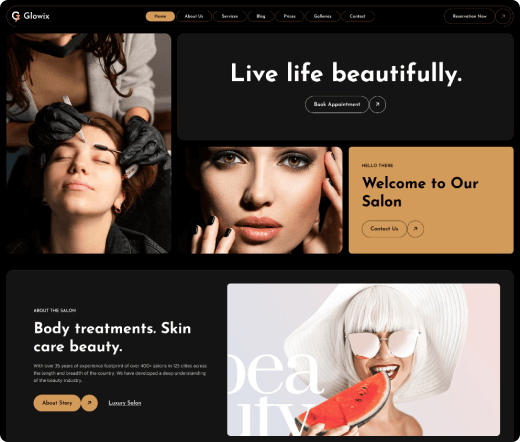 Glowix
Home
About Us
Services
Blog
Prices
Galleries
Contact
Reservation Now
Live life beautifully.
Book Appointment
HELLO THERE
Welcome to Our
Salon
Contact Us
ABOUT THE SALON
Body treatments. Skin
care beauty.
With over 35 years of experience footprint of over 400+ salons in 125 cities across
the length and breadth of the country. We have developed a deep understanding
of the beauty industry.
About Story
Luxury Salon
bea
uty